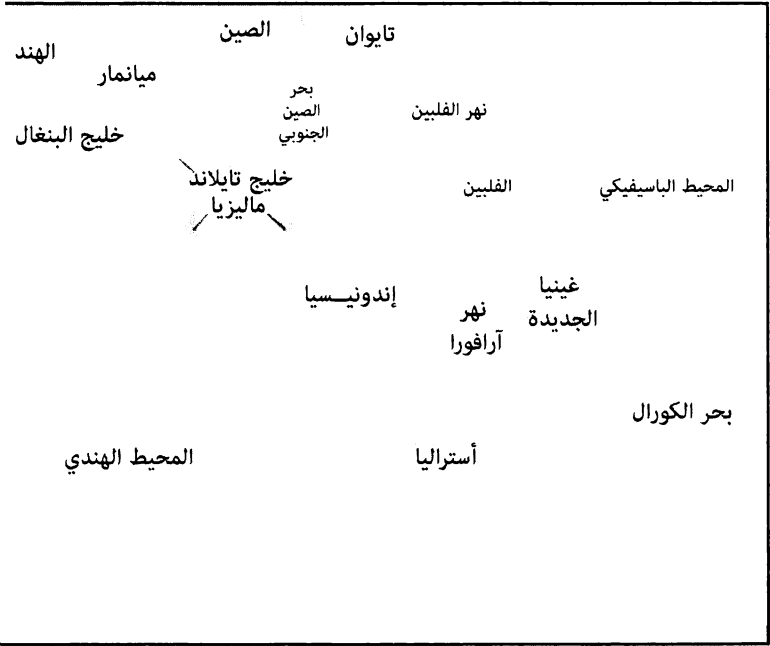 الصين
تايوان
الهند
ميانمار
بحر
الصين
الجنوبي
نهر الفلبين
خليج البنغال
خليج تايلاند
ماليزيا
الفلبين
المحيط الباسيفيكي
إندونيـسيا
غينيا
الجديدة
نهر
آرافورا
بحر الكورال
المحيط الهندي
أستراليا